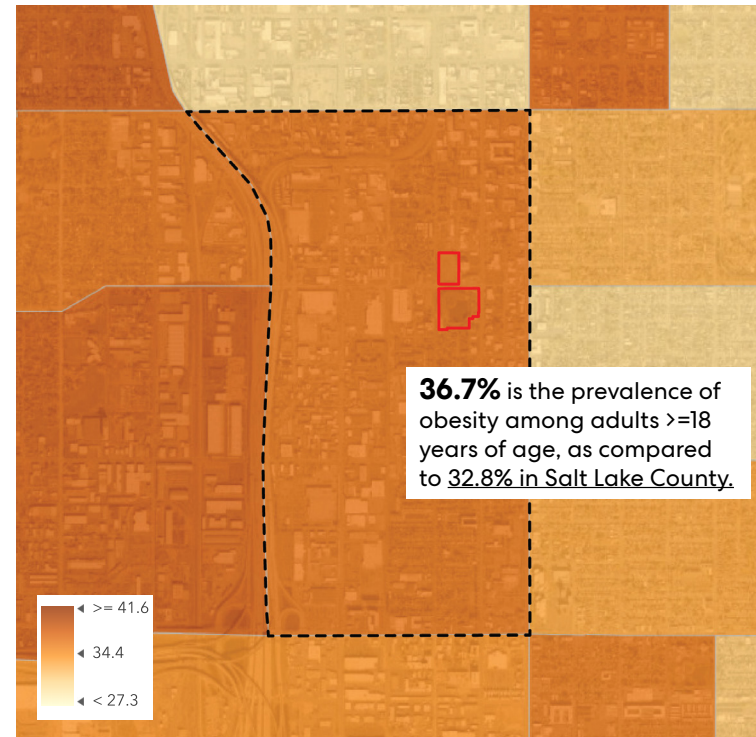 36.7% is the prevalence of
obesity among adults >=18
years of age, as compared
to 32.8% in Salt Lake County.
>= 41.6
34.4
< 27.3